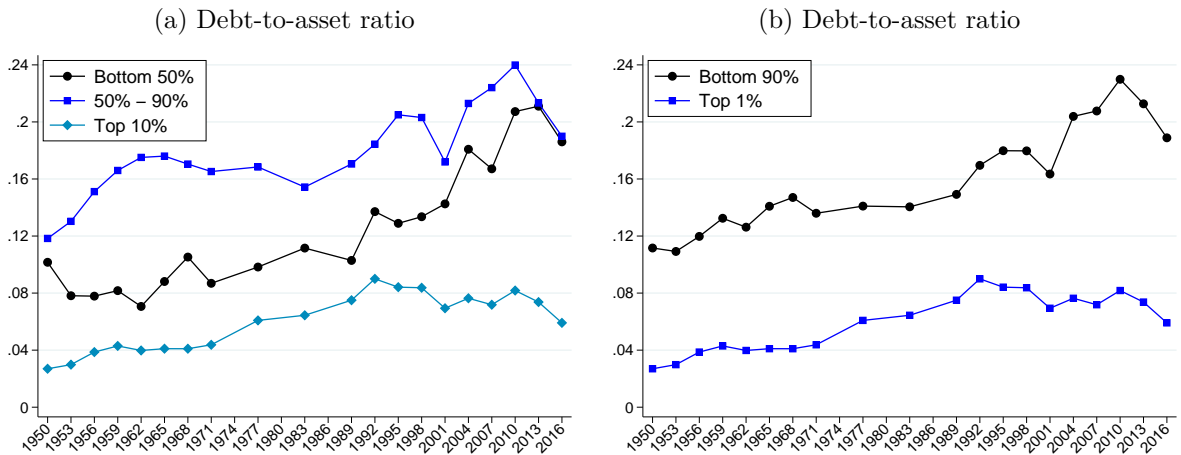 (a) Debt-to-asset ratio
.24
.2
.16
.12
.08
.04
0
Bottom 50%
50% − 90%
Top 10%
1950 1953 1956 1959 1962 1965 1968 1971 1974 1977 1980 1983 1986 1989 1992 1995 1998 2001 2004 2007 2010 2013 2016
(b) Debt-to-asset ratio
.24
.2
.16
.12
.08
.04
0
Bottom 90%
Top 1%
1950 1953 1956 1959 1962 1965 1968 1971 1974 1977 1980 1983 1986 1989 1992 1995 1998 2001 2004 2007 2010 2013 2016